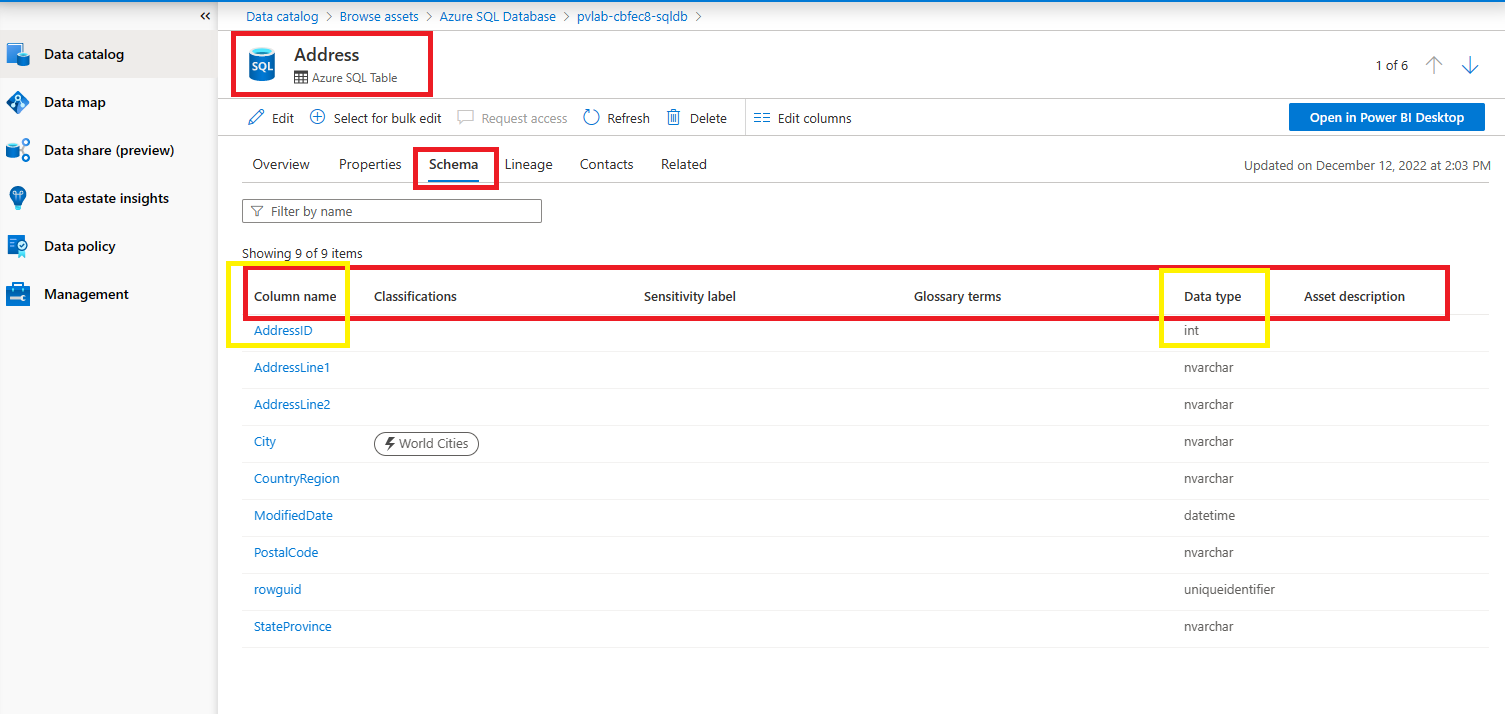 «
Data catalog > Browse assets > Azure SQL Database > pvlab-cbfec8-sqldb >
Data catalog
Data map
Data share (preview)
Data estate insights
Data policy
Management
SQL
Address
Azure SQL Table
1 of 6
Edit Select for bulk edit Request access Refresh Delete Edit columns
Open in Power BI Desktop
Overview Properties Schema Lineage Contacts Related
Updated on December 12, 2022 at 2:03 PM
Filter by name
Showing 9 of 9 items
Column name Classifications Sensitivity label Glossary terms Data type Asset description
AddressID int
AddressLine1 nvarchar
AddressLine2 nvarchar
City World Cities nvarchar
CountryRegion nvarchar
ModifiedDate datetime
PostalCode nvarchar
rowguid uniqueidentifier
StateProvince nvarchar